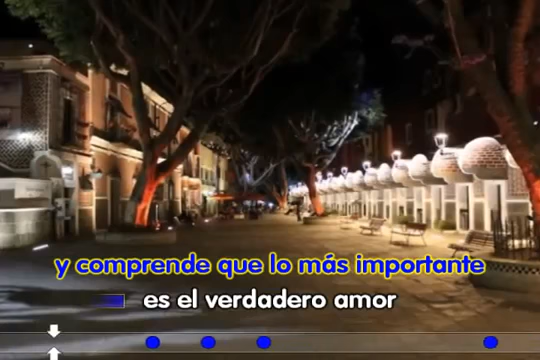 y comprende que lo más importante
es el verdadero amor